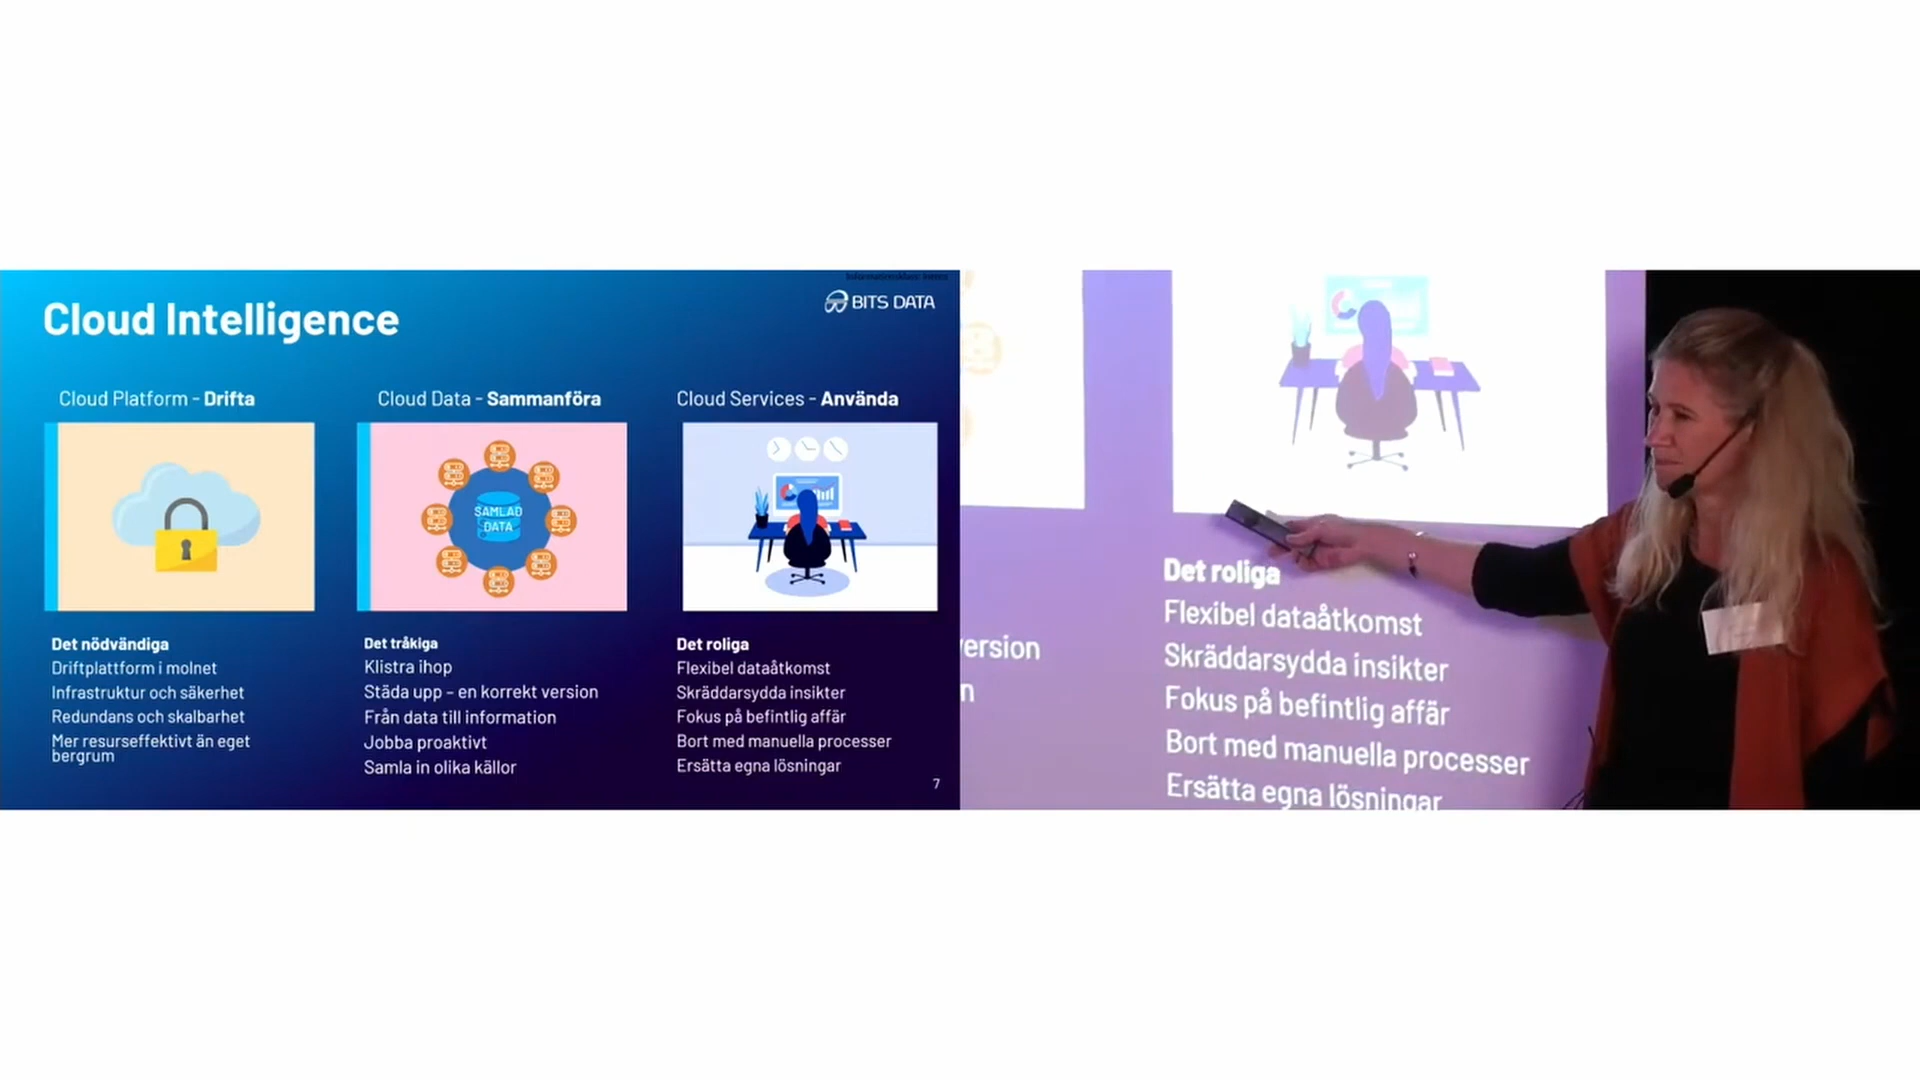 Informationsklass: Intern
BITS DATA
Cloud Intelligence
Cloud Platform - Drifta
Det nödvändiga
Driftplattform i molnet
Infrastruktur och säkerhet
Redundans och skalbarhet
Mer resurseffektivt än eget
bergrum
Cloud Data - Sammanföra
SAMLAD
DATA
Det tråkiga
Klistra ihop
Städa upp – en korrekt version
Från data till information
Jobba proaktivt
Samla in olika källor
Cloud Services - Använda
Det roliga
Flexibel dataåtkomst
Skräddarsydda insikter
Fokus på befintlig affär
Bort med manuella processer
Ersätta egna lösningar
7
version
n
Det roliga
Flexibel dataåtkomst
Skräddarsydda insikter
Fokus på befintlig affär
Bort med manuella processer
Ersätta egna lösningar